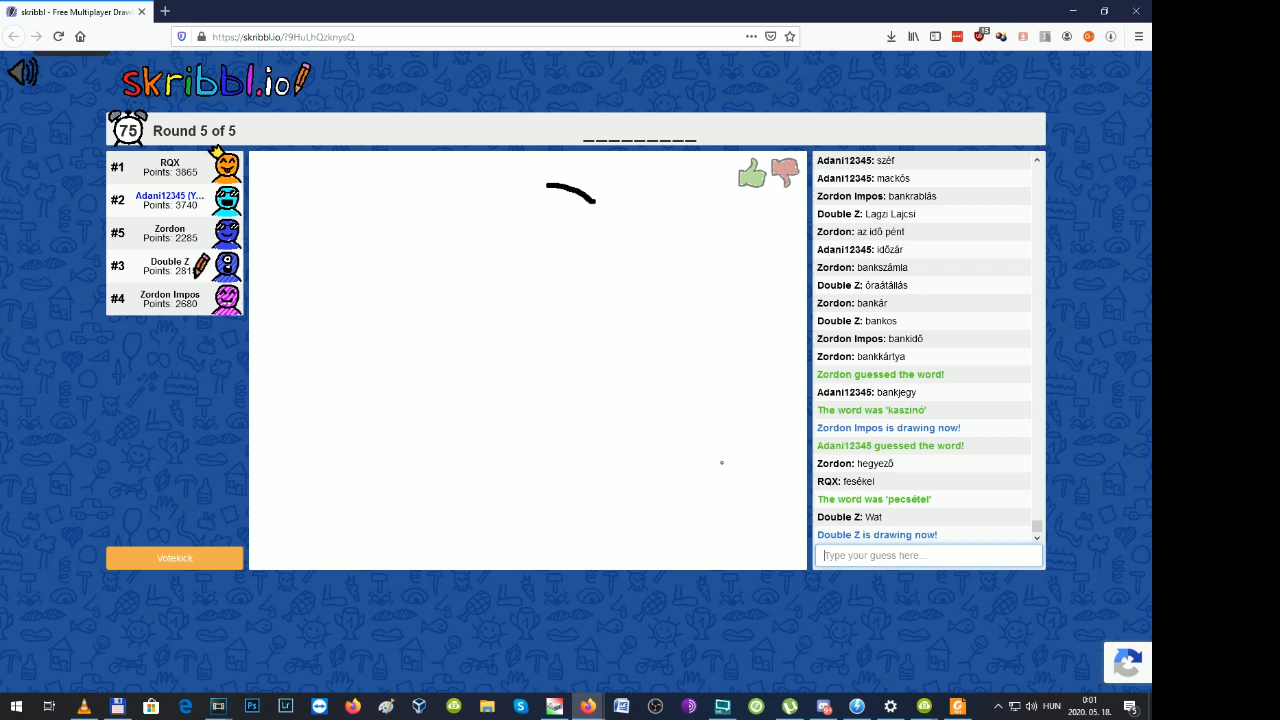 skribbl - Free Multiplayer Draw
https://skribbl.io/?9HuLhQzknysQ
15
skribbl.io
75
Round 5 of 5
_________
#1
RQX
Points: 3865
#2
Adani12345 (Y...
Points: 3740
#5
Zordon
Points: 2285
#3
Double Z
Points: 281
#4
Zordon Impos
Points: 2680
Votekick
Adani12345: széf
Adani12345: mackós
Zordon Impos: bankrablás
Double Z: Lagzi Lajcsi
Zordon: az idő pént
Adani12345: időzár
Zordon: bankszámla
Double Z: óraátállás
Zordon: bankár
Double Z: bankos
Zordon Impos: bankidő
Zordon: bankkártya
Zordon guessed the word!
Adani12345: bankjegy
The word was 'kaszinó'
Zordon Impos is drawing now!
Adani12345 guessed the word!
Zordon: hegyező
RQX: fesékel
The word was 'pecsétel'
Double Z: Wat
Double Z is drawing now!
Type your guess here...
HUN
0:01
2020. 05. 18.
5